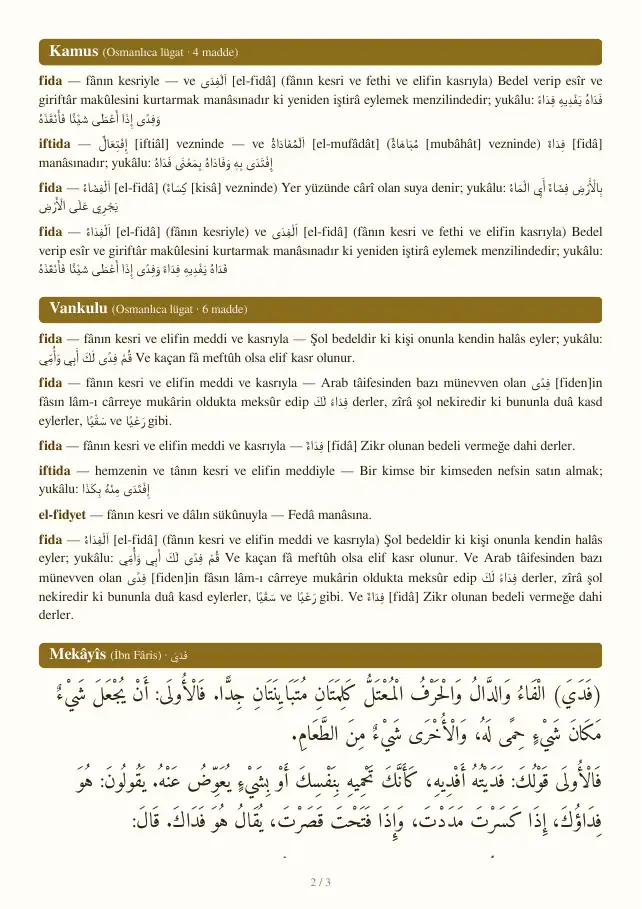 Kamus (Osmanlıca lügat · 4 madde)
fida — fânın kesriyle — ve اَلْفِدَى [el-fidâ] (fânın kesri ve fethi ve elifin kasrıyla) Bedel verip esîr ve
giriftâr makûlesini kurtarmak manâsınadır ki yeniden iştirâ eylemek menzilindedir; yukâlu: فَدَاهُ يَفْدِيهِ فِدَاءً
وَفِدًى إِذَا أَعْطَى شَيْئًا فَأَنْقَذَهُ
iftida — اِفْتِعَالٌ [iftiâl] vezninde — ve اَلْمُفَادَاةُ [el-mufâdât] (مُبَاهَاةٌ [mubâhât] vezninde) فِدَاءٌ [fidâ]
manâsınadır; yukâlu: اِفْتَدَى بِهِ وَفَادَاهُ بِمَعْنَى فَدَاهُ
fida — اَلْفِضَاءُ [el-fidâ] (كِسَاءٌ [kisâ] vezninde) Yer yüzünde cârî olan suya denir; yukâlu: بِالْأَرْضِ فِضَاءٌ أَيِ الْمَاءُ
يَجْرِي عَلَى الْأَرْضِ
fida — اَلْفِدَاءُ [el-fidâ] (fânın kesriyle) ve اَلْفِدَى [el-fidâ] (fânın kesri ve fethi ve elifin kasrıyla) Bedel
verip esîr ve giriftâr makûlesini kurtarmak manâsınadır ki yeniden iştirâ eylemek menzilindedir; yukâlu:
فَدَاهُ يَفْدِيهِ فِدَاءً وَفِدًى إِذَا أَعْطَى شَيْئًا فَأَنْقَذَهُ
Vankulu (Osmanlıca lügat · 6 madde)
fida — fânın kesri ve elifin meddi ve kasrıyla — Şol bedeldir ki kişi onunla kendin halâs eyler; yukâlu:
قُمْ فِدًى لَكَ أَبِي وَأُمِّي Ve kaçan fâ meftûh olsa elif kasr olunur.
fida — fânın kesri ve elifin meddi ve kasrıyla — Arab tâifesinden bazı münevven olan فِدًى [fiden]in
fâsın lâm-ı cârreye mukârin oldukta meksûr edip فِدَاءً لَكَ derler, zîrâ şol nekiredir ki bununla duâ kasd
eylerler, سَقْيًا ve رَعْيًا gibi.
fida — fânın kesri ve elifin meddi ve kasrıyla — فِدَاءٌ [fidâ] Zikr olunan bedeli vermeğe dahi derler.
iftida — hemzenin ve tânın kesri ve elifin meddiyle — Bir kimse bir kimseden nefsin satın almak;
yukâlu: اِفْتَدَى مِنْهُ بِكَذَا
el-fidyet — fânın kesri ve dâlın sükûnuyla — Fedâ manâsına.
fida — اَلْفِدَاءُ [el-fidâ] (fânın kesri ve elifin meddi ve kasrıyla) Şol bedeldir ki kişi onunla kendin halâs
eyler; yukâlu: قُمْ فِدًى لَكَ أَبِي وَأُمِّي Ve kaçan fâ meftûh olsa elif kasr olunur. Ve Arab tâifesinden bazı
münevven olan فِدًى [fiden]in fâsın lâm-ı cârreye mukârin oldukta meksûr edip فِدَاءً لَكَ derler, zîrâ şol
nekiredir ki bununla duâ kasd eylerler, سَقْيًا ve رَعْيًا gibi. Ve فِدَاءٌ [fidâ] Zikr olunan bedeli vermeğe dahi
derler.
Mekâyîs (İbn Fâris) · فَدَيَ
(فَدَيَ) الْفَاءُ وَالدَّالُ وَالْحَرْفُ الْمُعْتَلُّ كَلِمَتَانِ مُتَبَايِنَتَانِ جِدًّا. فَالْأُولَى: أَنْ يُجْعَلَ شَيْءٌ
مَكَانَ شَيْءٍ حِمًى لَهُ، وَالْأُخْرَى شَيْءٌ مِنَ الطَّعَامِ.
فَالْأُولَى قَوْلُكَ: فَدَيْتُهُ أَفْدِيهِ، كَأَنَّكَ تَحْمِيهِ بِنَفْسِكَ أَوْ بِشَيْءٍ يُعَوِّضُ عَنْهُ. يَقُولُونَ: هُوَ
فِدَاؤُكَ، إِذَا كَسَرْتَ مَدَدْتَ، وَإِذَا فَتَحْتَ قَصَرْتَ، يُقَالُ هُوَ فَدَاكَ. قَالَ:
2 / 3